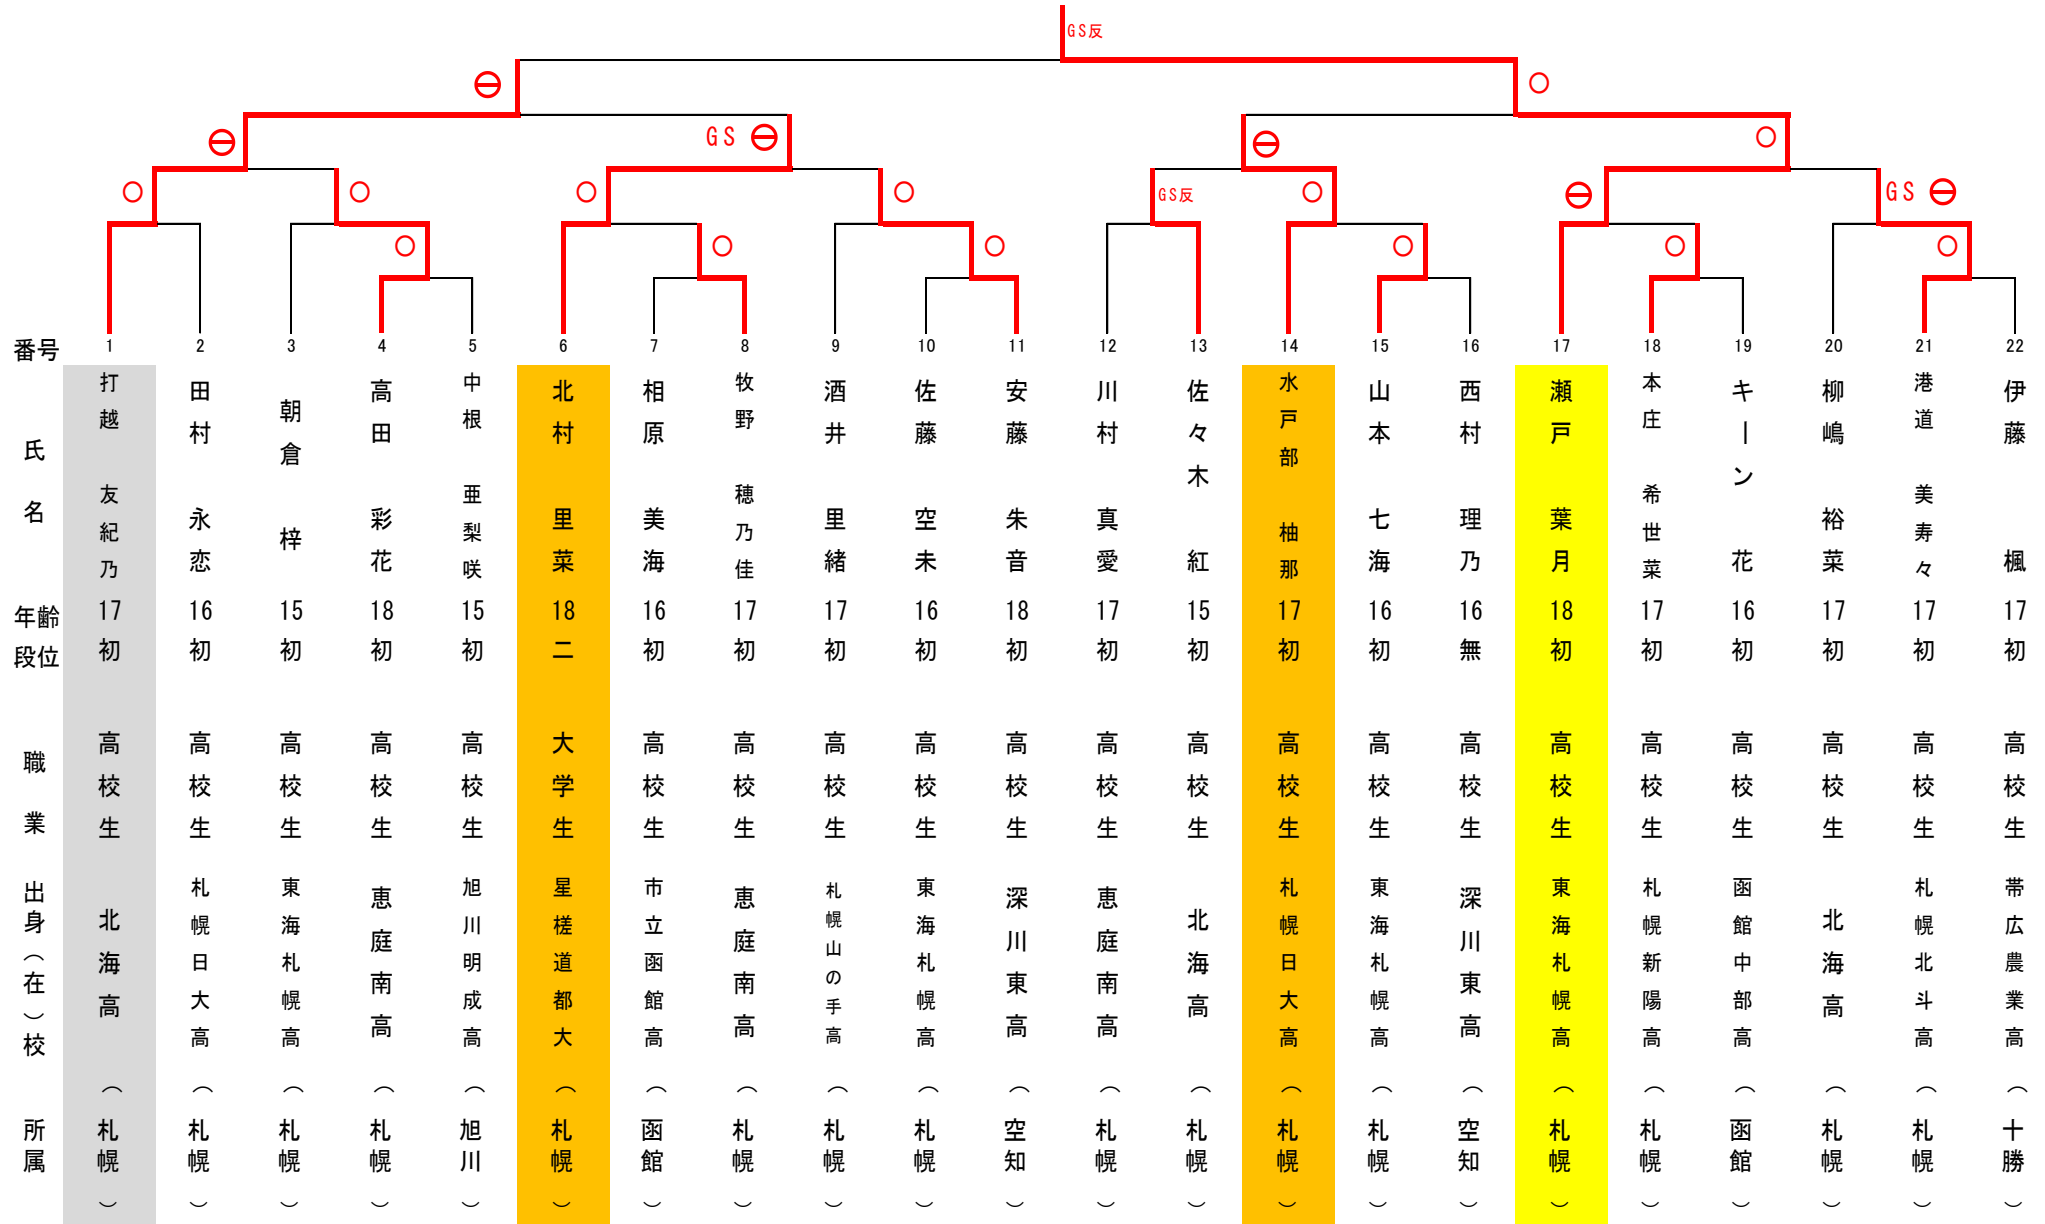 GS反
GS ⊖
GS反
GS ⊖
番号 1 2 3 4 5 6 7 8 9 10 11 12 13 14 15 16 17 18 19 20 21 22
氏名 打越 友紀乃 田村 永恋 朝倉 梓 高田 彩花 中根 亜梨咲 北村 里菜 相原 美海 牧野 穂乃佳 酒井 里緒 佐藤 空未 安藤 朱音 川村 真愛 佐々木 紅 水戸部 柚那 山本 七海 西村 理乃 瀬戸 葉月 本庄 希世菜 キーン 花 柳嶋 裕菜 港道 美寿々 伊藤 楓
年齢 17 16 15 18 15 18 16 17 17 16 18 17 15 17 16 16 18 17 16 17 17 17
段位 初 初 初 初 初 二 初 初 初 初 初 初 初 初 初 無 初 初 初 初 初 初
職業 高校生 高校生 高校生 高校生 高校生 大学生 高校生 高校生 高校生 高校生 高校生 高校生 高校生 高校生 高校生 高校生 高校生 高校生 高校生 高校生 高校生 高校生
出身（在）校 北海高 札幌日大高 東海札幌高 恵庭南高 旭川明成高 星槎道都大 市立函館高 恵庭南高 札幌山の手高 東海札幌高 深川東高 恵庭南高 北海高 札幌日大高 東海札幌高 深川東高 東海札幌高 札幌新陽高 函館中部高 北海高 札幌北斗高 帯広農業高
所属 （札幌） （札幌） （札幌） （札幌） （旭川） （札幌） （函館） （札幌） （札幌） （札幌） （空知） （札幌） （札幌） （札幌） （札幌） （空知） （札幌） （札幌） （函館） （札幌） （札幌） （十勝）